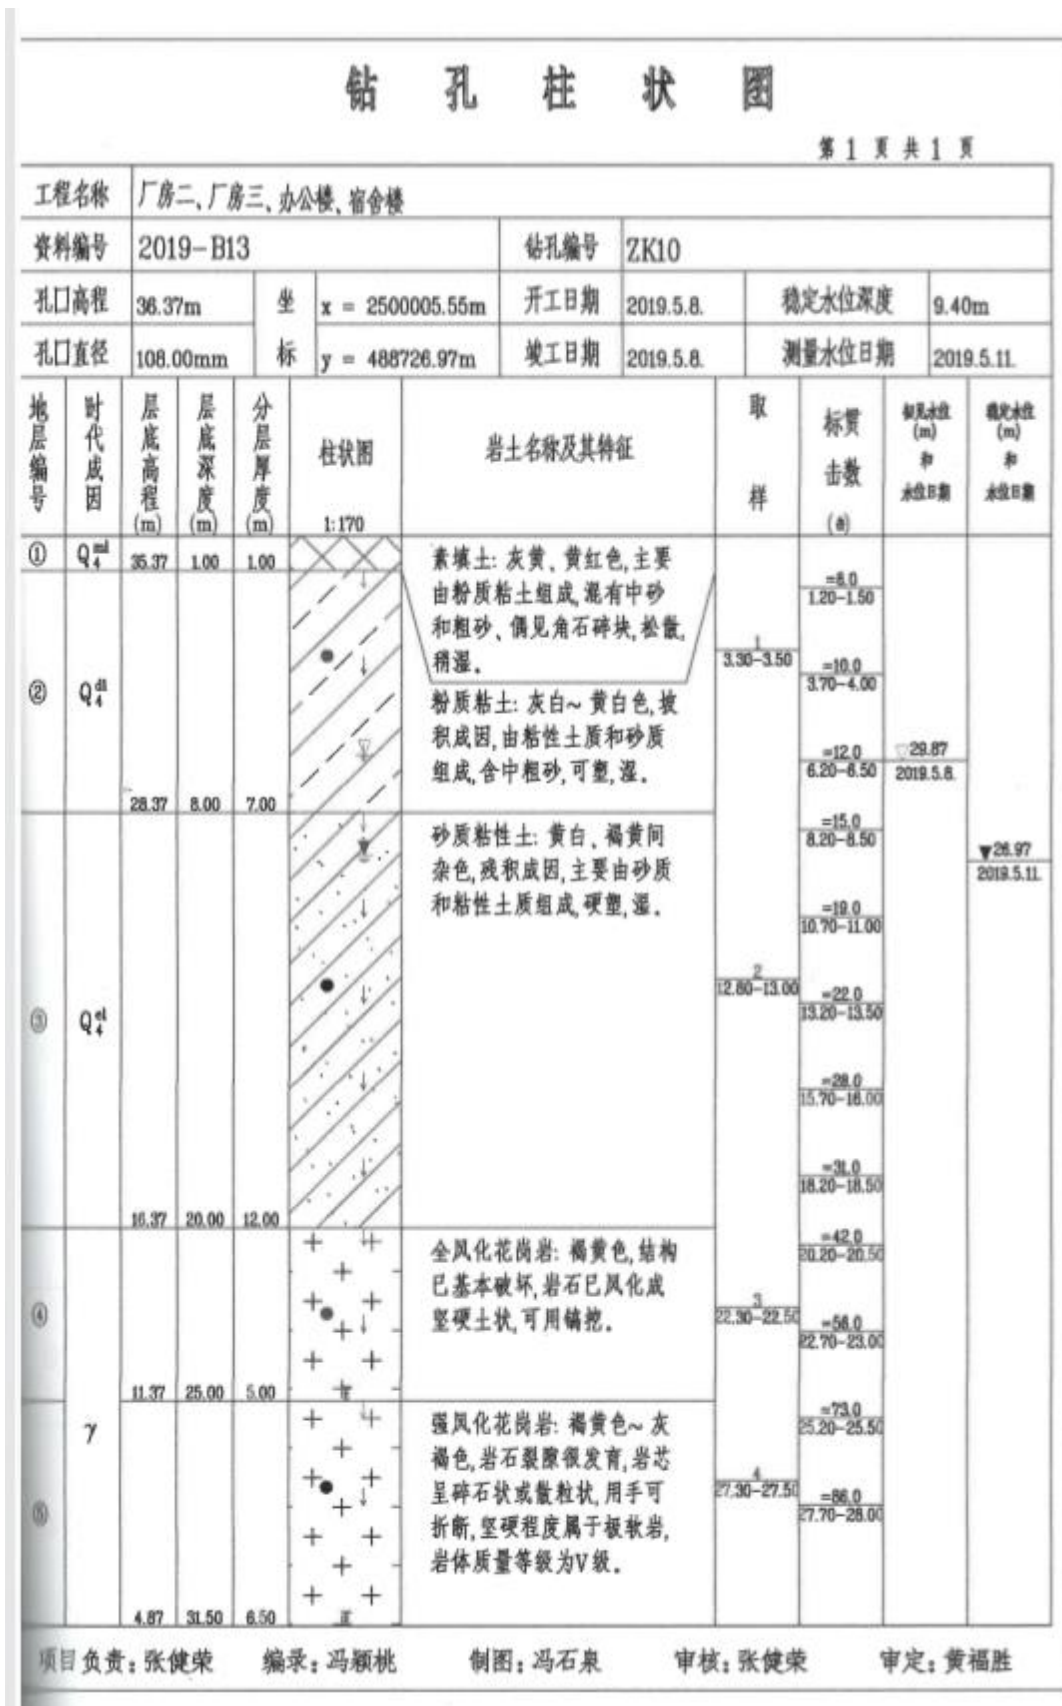 钻孔柱状图
第1页共1页
工程名称 厂房二、厂房三、办公楼、宿舍楼
资料编号 2019-B13 钻孔编号 ZK10
孔口高程 36.37m 坐 x = 2500005.55m 开工日期 2019.5.8. 稳定水位深度 9.40m
孔口直径 108.00mm 标 y = 488726.97m 竣工日期 2019.5.8. 测量水位日期 2019.5.11.
地层编号 时代成因 层底高程(m) 层底深度(m) 分层厚度(m) 柱状图 1:170 岩土名称及其特征 取样 标贯击数 初见水位(m)和水位日期 稳定水位(m)和水位日期
① Q₄ᵐˡ 35.37 1.00 1.00
素填土: 灰黄、黄红色,主要
由粉质粘土组成,混有中砂
和粗砂、偶见角石碎块,松散,
稍湿.
② Q₄ᵈˡ 28.37 8.00 7.00
粉质粘土: 灰白~黄白色,坡
积成因,由粘性土质和砂质
组成,含中粗砂,可塑,湿.
③ Q₄ᵉˡ 16.37 20.00 12.00
砂质粘性土: 黄白、褐黄间
杂色,残积成因,主要由砂质
和粘性土质组成,硬塑,湿.
④ 11.37 25.00 5.00
全风化花岗岩: 褐黄色,结构
已基本破坏,岩石已风化成
坚硬土状,可用镐挖.
γ
⑤ 4.87 31.50 6.50
强风化花岗岩: 褐黄色~灰
褐色,岩石裂隙很发育,岩芯
呈碎石状或散粒状,用手可
折断,坚硬程度属于极软岩,
岩体质量等级为V级.
1
3.30-3.50
2
12.80-13.00
3
22.30-22.50
4
27.30-27.50
=8.0
1.20-1.50
=10.0
3.70-4.00
=12.0
6.20-6.50
=15.0
8.20-8.50
=19.0
10.70-11.00
=22.0
13.20-13.50
=28.0
15.70-16.00
=31.0
18.20-18.50
=42.0
20.20-20.50
=56.0
22.70-23.00
=73.0
25.20-25.50
=86.0
27.70-28.00
▽29.87
2019.5.8.
▼26.97
2019.5.11.
项目负责: 张健荣 编录: 冯颖桃 制图: 冯石泉 审核: 张健荣 审定: 黄福胜